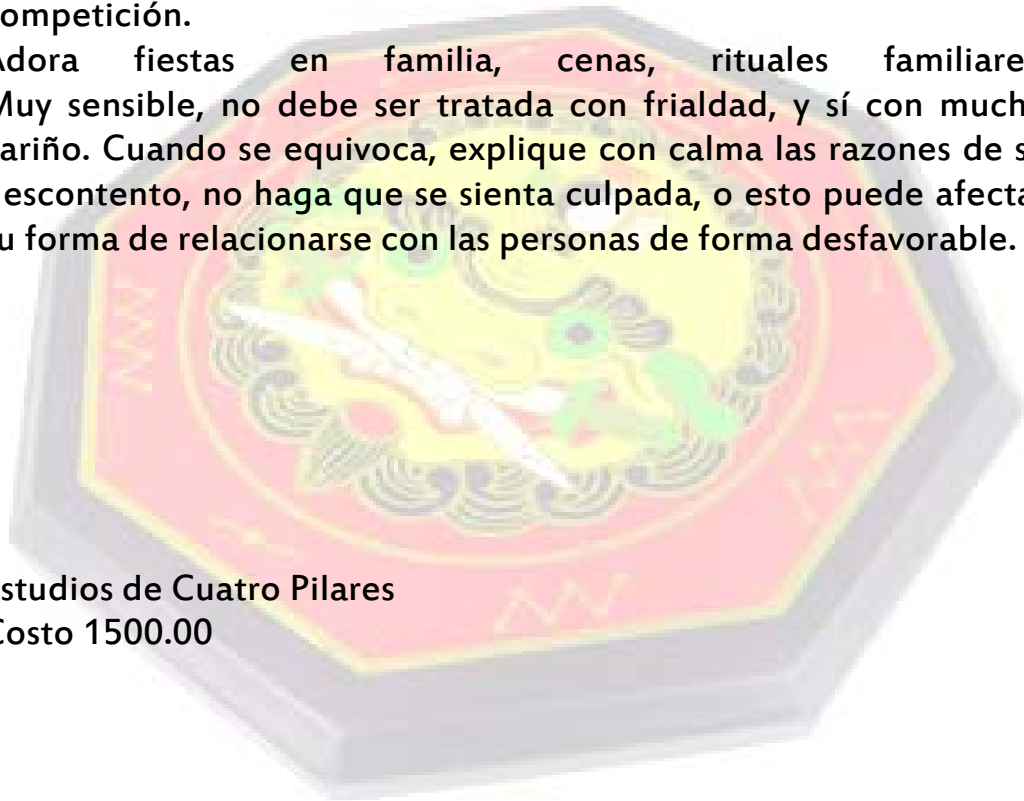 ompetición.
Adora fiestas en familia, cenas, rituales familiare
Muy sensible, no debe ser tratada con frialdad, y sí con much
ariño. Cuando se equivoca, explique con calma las razones de s
escontento, no haga que se sienta culpada, o esto puede afecta
u forma de relacionarse con las personas de forma desfavorable.
studios de Cuatro Pilares
Costo 1500.00